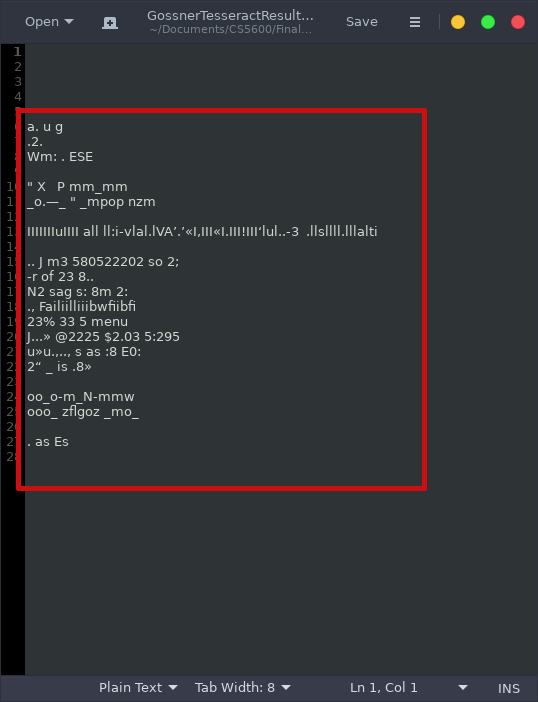 Open
GossnerTesseractResult...
~/Documents/CS5600/Final...
Save
1
2
3
4
a. u g
.2.
Wm: . ESE
" X   P mm_mm
_o.—_ " _mpop nzm
IIIIIIIuIIII all ll:i-vlal.lVA’.’«I,III«I.III!III‘lul..-3  .llsllll.lllalti
.. J m3 580522202 so 2;
-r of 23 8..
N2 sag s: 8m 2:
., Failiilliiibwfiibfi
23% 33 5 menu
J...» @2225 $2.03 5:295
u»u.,.., s as :8 E0:
2“ _ is .8»
oo_o-m_N-mmw
ooo_ zflgoz _mo_
. as Es
Plain Text
Tab Width: 8
Ln 1, Col 1
INS